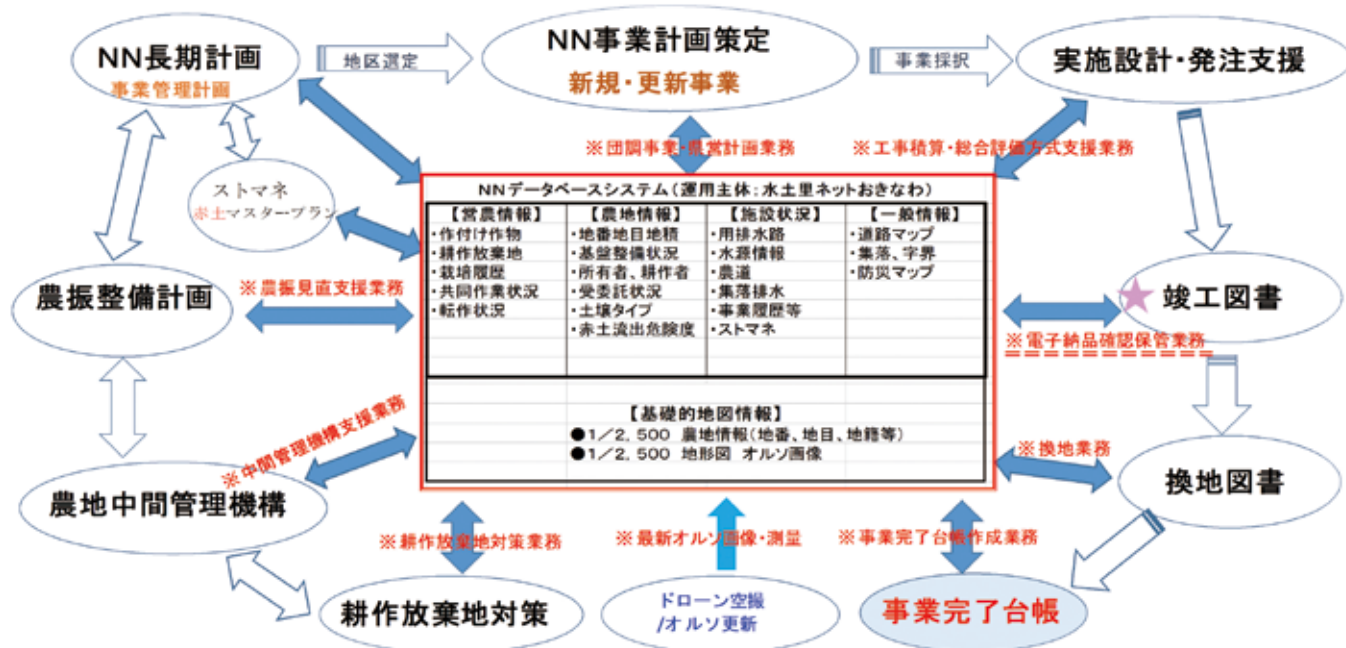 NN長期計画
事業管理計画
地区選定
NN事業計画策定
新規・更新事業
事業採択
実施設計・発注支援
※団調事業・県営計画業務
※工事積算・総合評価方式支援業務
ストマネ
赤土マスタープラン
NNデータベースシステム(運用主体:水土里ネットおきなわ)
【営農情報】
・作付け作物
・耕作放棄地
・栽培履歴
・共同作業状況
・転作状況
【農地情報】
・地番地目地積
・基盤整備状況
・所有者、耕作者
・受委託状況
・土壌タイプ
・赤土流出危険度
【施設状況】
・用排水路
・水源情報
・農道
・集落排水
・事業履歴等
・ストマネ
【一般情報】
・道路マップ
・集落、字界
・防災マップ
【基礎的地図情報】
●1/2,500 農地情報(地番、地目、地籍等)
●1/2,500 地形図 オルソ画像
農振整備計画
※農振見直支援業務
竣工図書
※電子納品確認保管業務
※中間管理機構支援業務
農地中間管理機構
※換地業務
換地図書
※耕作放棄地対策業務
※最新オルソ画像・測量
※事業完了台帳作成業務
耕作放棄地対策
ドローン空撮
/オルソ更新
事業完了台帳